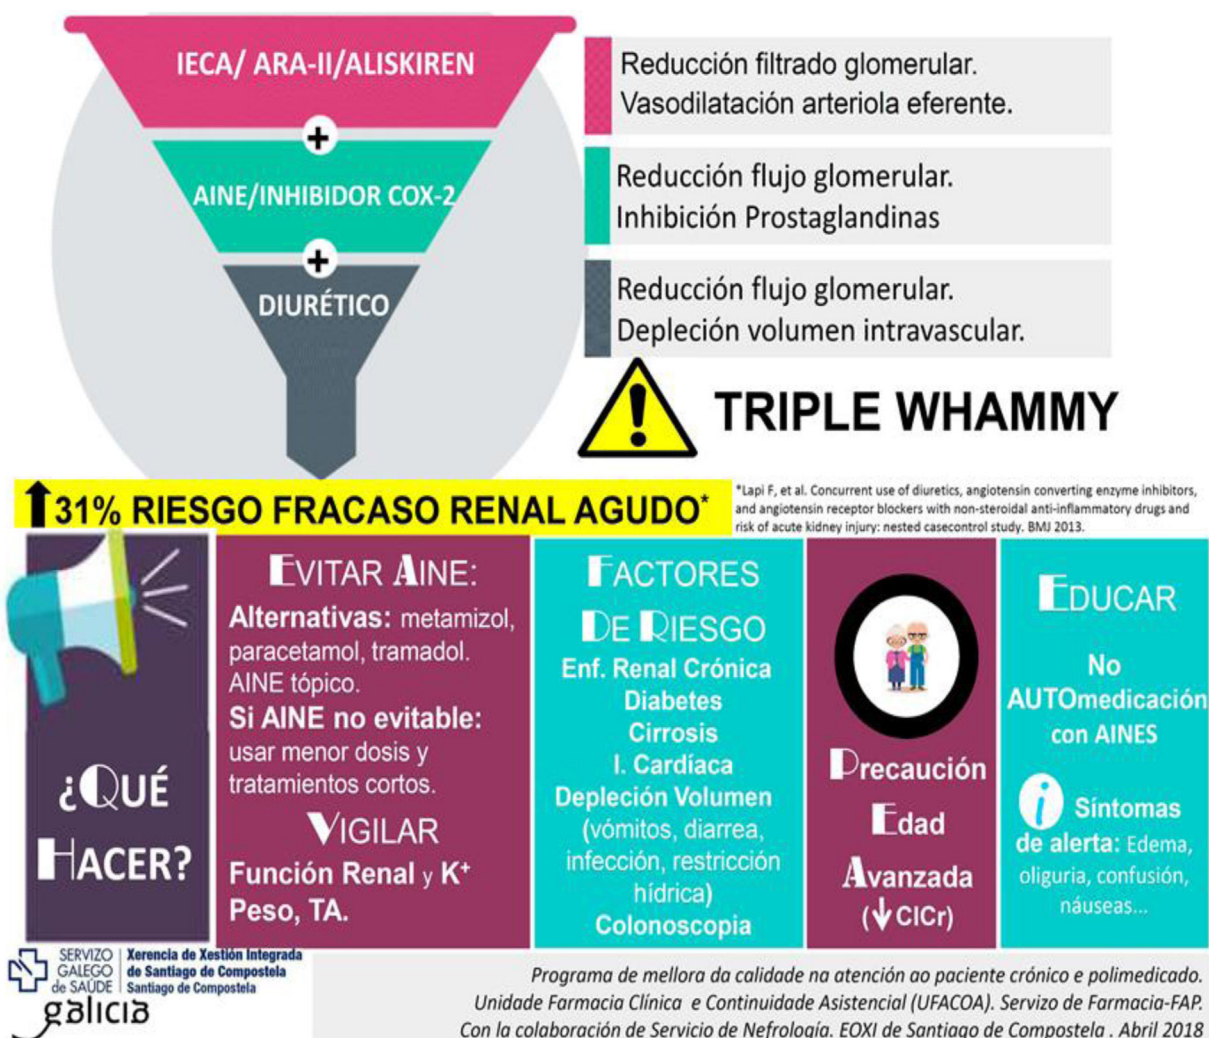 IECA/ ARA-II/ALISKIREN
+
AINE/INHIBIDOR COX-2
+
DIURÉTICO
Reducción filtrado glomerular.
Vasodilatación arteriola eferente.
Reducción flujo glomerular.
Inhibición Prostaglandinas
Reducción flujo glomerular.
Depleción volumen intravascular.
!
TRIPLE WHAMMY
31% RIESGO FRACASO RENAL AGUDO*
*Lapi F, et al. Concurrent use of diuretics, angiotensin converting enzyme inhibitors,
and angiotensin receptor blockers with non-steroidal anti-inflammatory drugs and
risk of acute kidney injury: nested casecontrol study. BMJ 2013.
¿QUÉ
HACER?
EVITAR AINE:
Alternativas: metamizol,
paracetamol, tramadol.
AINE tópico.
Si AINE no evitable:
usar menor dosis y
tratamientos cortos.
VIGILAR
Función Renal y K+
Peso, TA.
FACTORES
DE RIESGO
Enf. Renal Crónica
Diabetes
Cirrosis
I. Cardíaca
Depleción Volumen
(vómitos, diarrea,
infección, restricción
hídrica)
Colonoscopia
Precaución
Edad
Avanzada
(↓ClCr)
EDUCAR
No
AUTOmedicación
con AINES
i Síntomas
de alerta: Edema,
oliguria, confusión,
náuseas...
SERVIZO
GALEGO
de SAÚDE
Xerencia de Xestión Integrada
de Santiago de Compostela
Santiago de Compostela
galicia
Programa de mellora da calidade na atención ao paciente crónico e polimedicado.
Unidade Farmacia Clínica e Continuidade Asistencial (UFACOA). Servizo de Farmacia-FAP.
Con la colaboración de Servicio de Nefrología. EOXI de Santiago de Compostela . Abril 2018